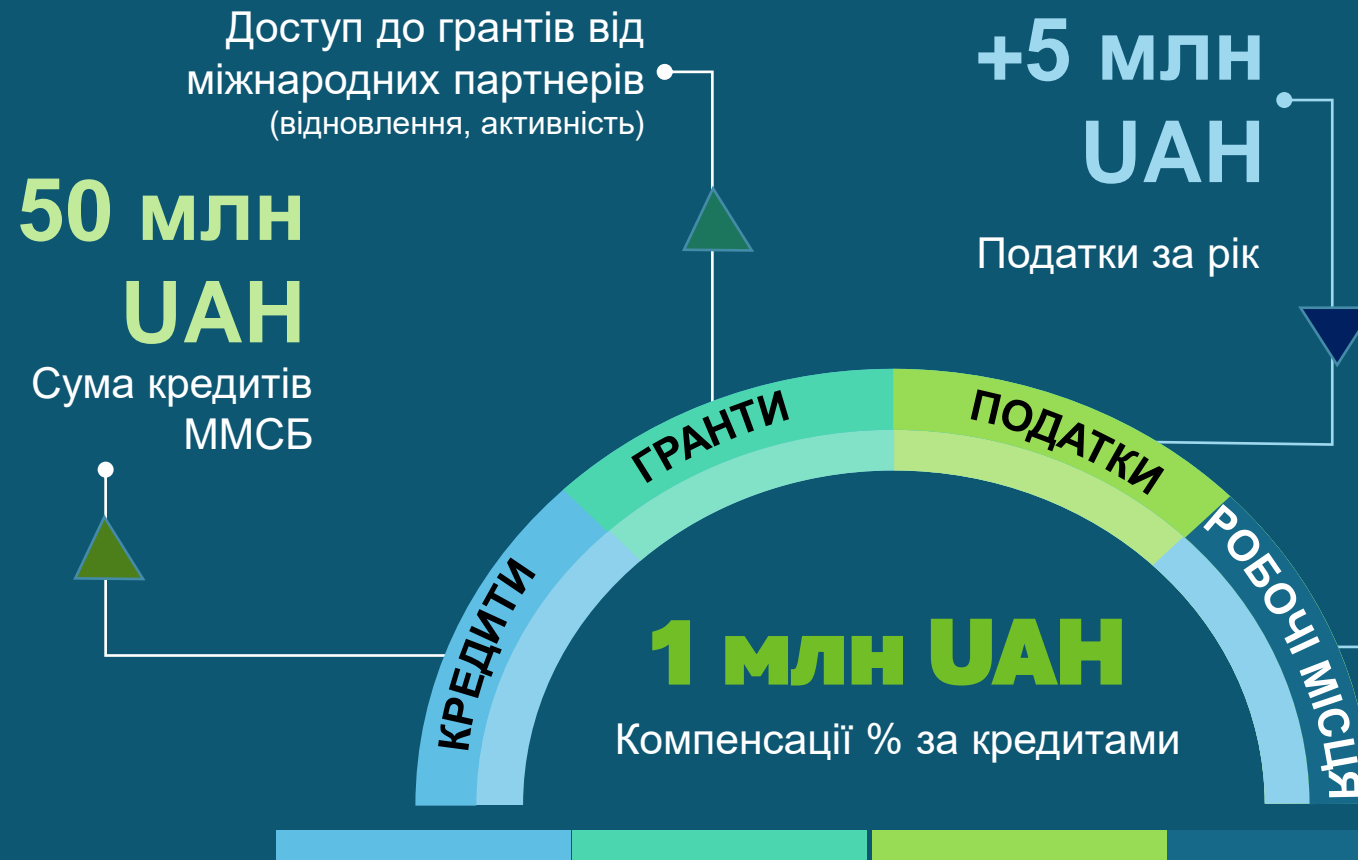 Доступ до грантів від
міжнародних партнерів
(відновлення, активність)
+5 млн
UAH
Податки за рік
50 млн
UAH
Сума кредитів
ММСБ
КРЕДИТИ
ГРАНТИ
ПОДАТКИ
РОБОЧІ МІСЦЯ
1 млн UAH
Компенсації % за кредитами